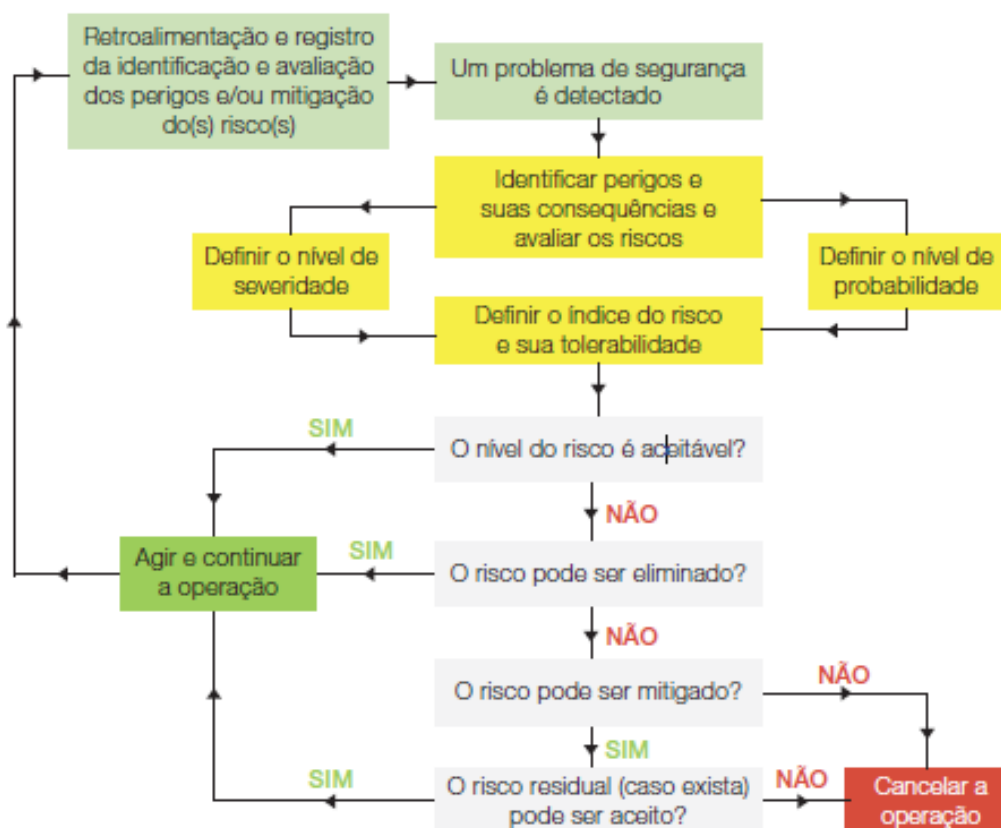 Retroalimentação e registro
da identificação e avaliação
dos perigos e/ou mitigação
do(s) risco(s)
Um problema de segurança
é detectado
Identificar perigos e
suas consequências e
avaliar os riscos
Definir o nível de
severidade
Definir o nível de
probabilidade
Definir o índice do risco
e sua tolerabilidade
SIM
O nível do risco é aceitável?
NÃO
Agir e continuar
a operação
SIM
O risco pode ser eliminado?
NÃO
O risco pode ser mitigado?
NÃO
SIM
SIM
O risco residual (caso exista)
pode ser aceito?
NÃO
Cancelar a
operação